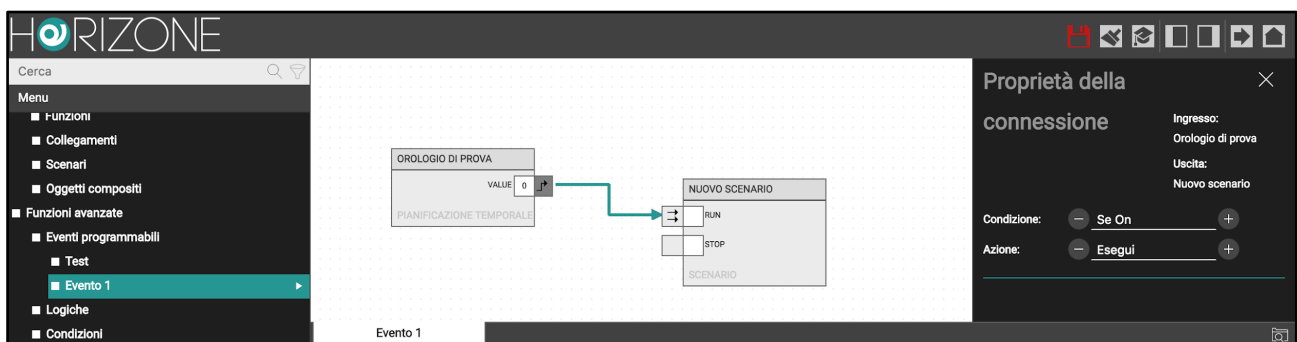 HORIZONE
Cerca
Menu
Funzioni
Collegamenti
Scenari
Oggetti compositi
Funzioni avanzate
Eventi programmabili
Test
Evento 1
Logiche
Condizioni
OROLOGIO DI PROVA
VALUE 0
PIANIFICAZIONE TEMPORALE
NUOVO SCENARIO
RUN
STOP
SCENARIO
Evento 1
Proprietà della
connessione
Ingresso:
Orologio di prova
Uscita:
Nuovo scenario
Condizione: Se On
Azione: Esegui